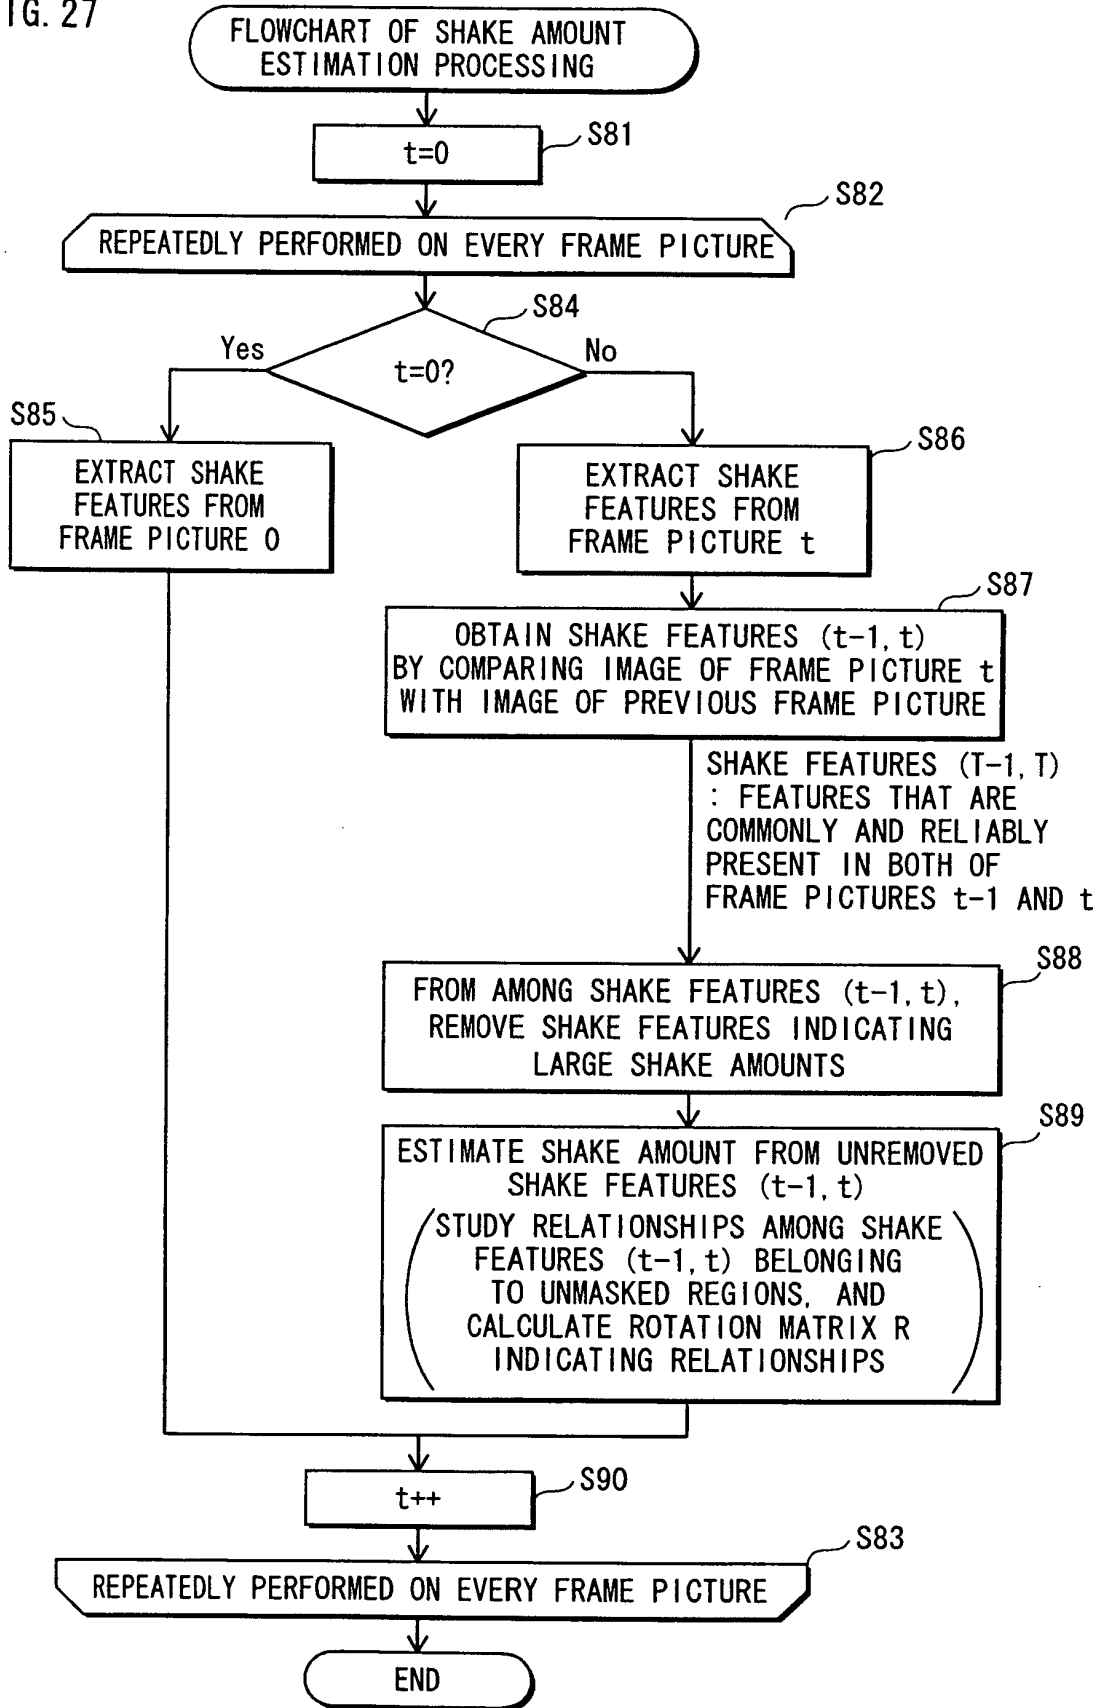 IG. 27
FLOWCHART OF SHAKE AMOUNT
ESTIMATION PROCESSING
t=0
S81
S82
REPEATEDLY PERFORMED ON EVERY FRAME PICTURE
S84
Yes
t=0?
No
S85
EXTRACT SHAKE
FEATURES FROM
FRAME PICTURE 0
S86
EXTRACT SHAKE
FEATURES FROM
FRAME PICTURE t
S87
OBTAIN SHAKE FEATURES (t-1, t)
BY COMPARING IMAGE OF FRAME PICTURE t
WITH IMAGE OF PREVIOUS FRAME PICTURE
SHAKE FEATURES (T-1, T)
: FEATURES THAT ARE
COMMONLY AND RELIABLY
PRESENT IN BOTH OF
FRAME PICTURES t-1 AND t
S88
FROM AMONG SHAKE FEATURES (t-1, t),
REMOVE SHAKE FEATURES INDICATING
LARGE SHAKE AMOUNTS
S89
ESTIMATE SHAKE AMOUNT FROM UNREMOVED
SHAKE FEATURES (t-1, t)
(STUDY RELATIONSHIPS AMONG SHAKE
FEATURES (t-1, t) BELONGING
TO UNMASKED REGIONS, AND
CALCULATE ROTATION MATRIX R
INDICATING RELATIONSHIPS)
t++
S90
S83
REPEATEDLY PERFORMED ON EVERY FRAME PICTURE
END